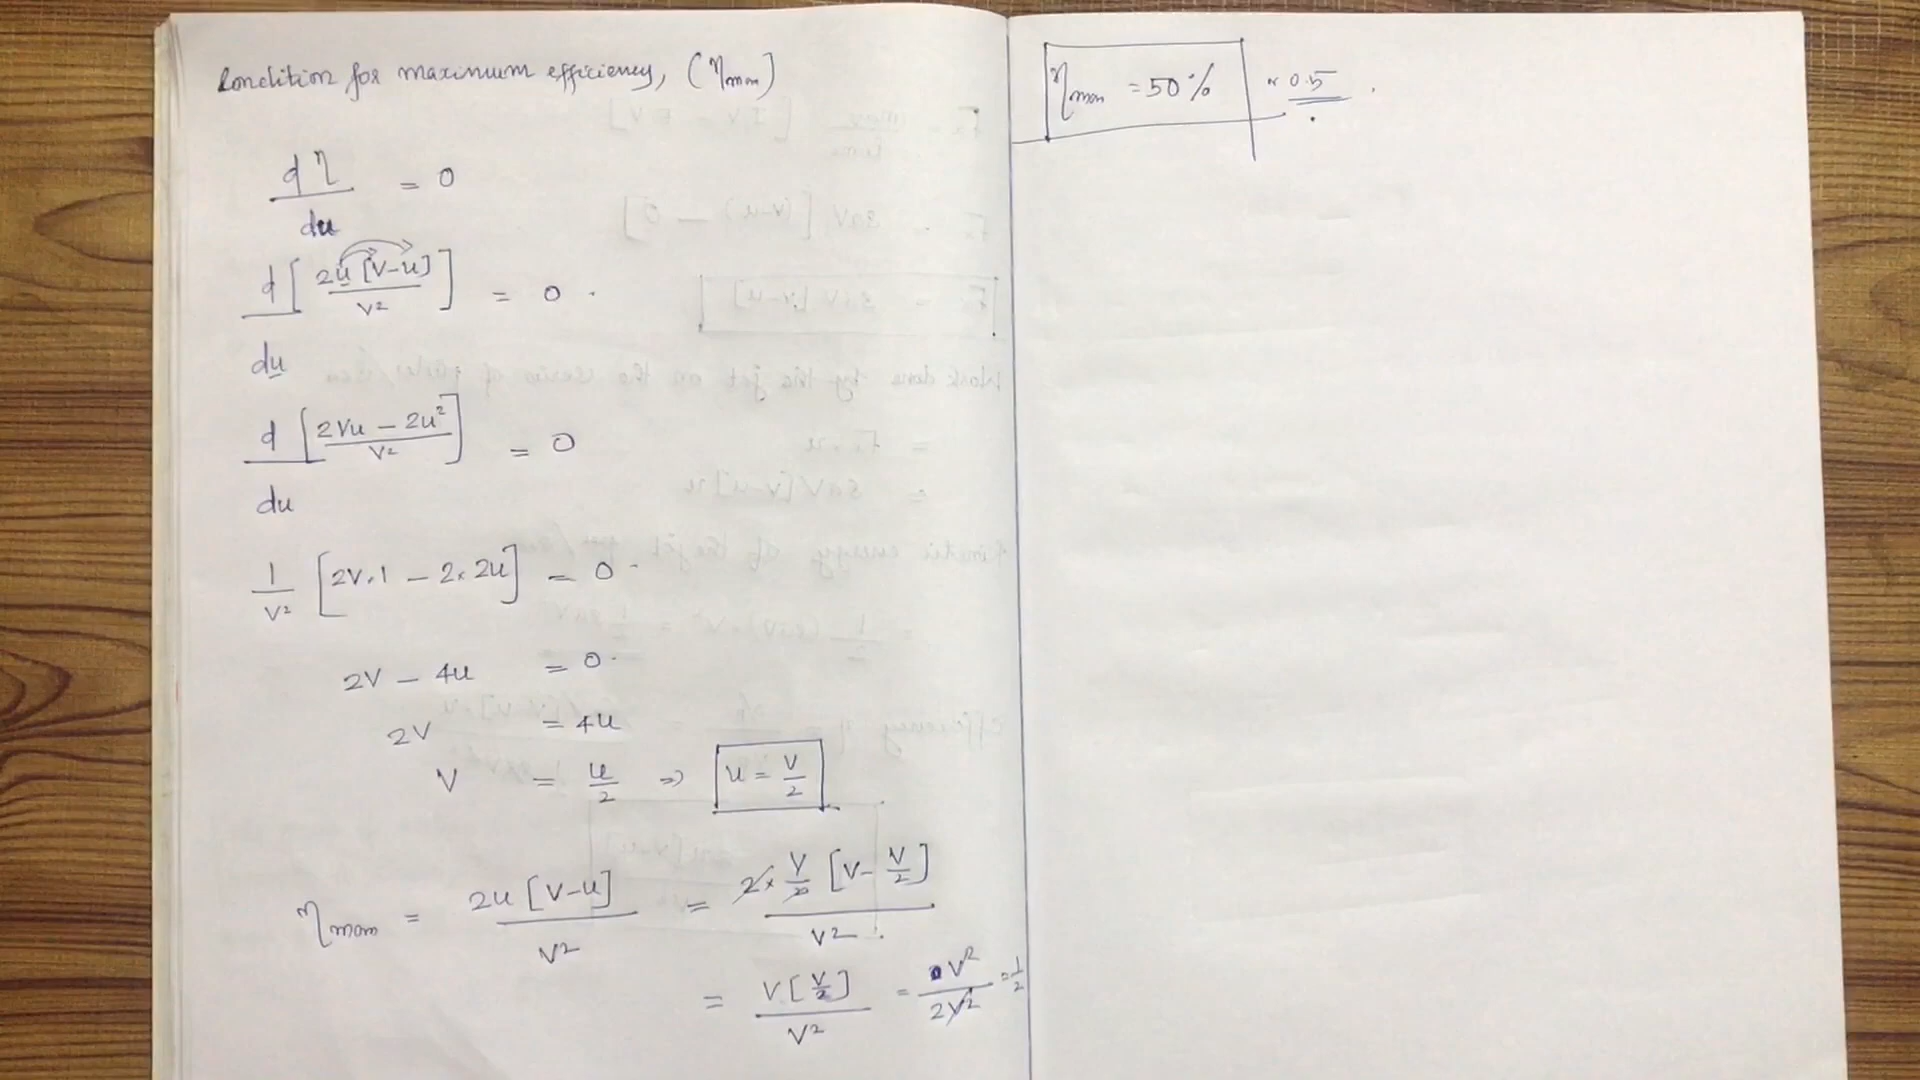 Condition for maximum efficiency, (ηmax)
dη/du = 0
d/du [2u[V-u]/V²] = 0
d/du [2Vu - 2u²/V²] = 0
1/V² [2V.1 - 2×2u] = 0
2V - 4u = 0
2V = 4u
V = u/2 => u = V/2
ηmax = 2u[V-u]/V² = 2×V/2 [V-V/2]/V²
= V[V/2]/V² = V²/2V² = 1/2
ηmax = 50% 0.5